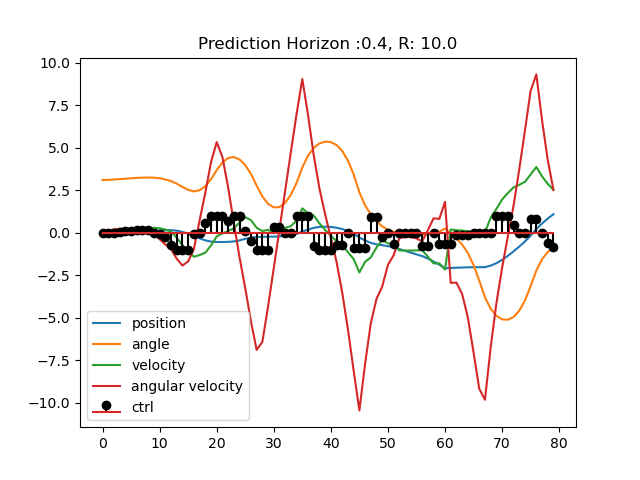 Prediction Horizon :0.4, R: 10.0
10.0
7.5
5.0
2.5
0.0
−2.5
−5.0
−7.5
−10.0
position
angle
velocity
angular velocity
ctrl
0 10 20 30 40 50 60 70 80